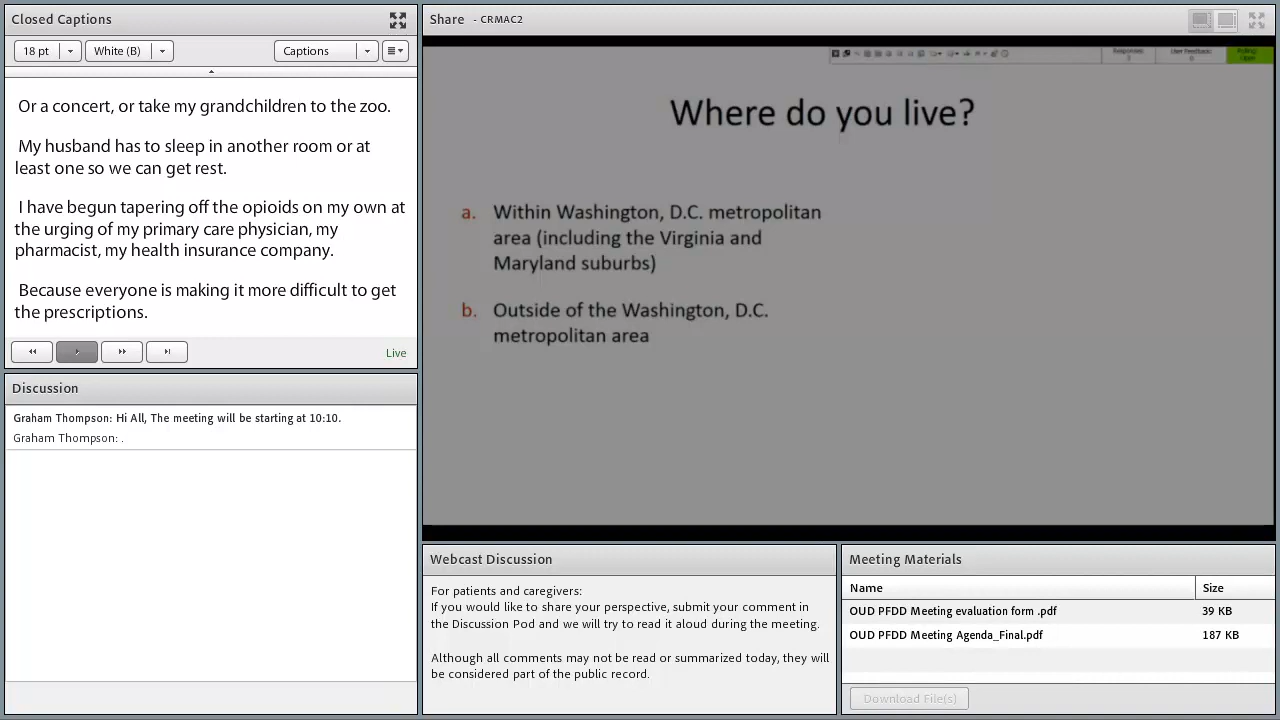 Closed Captions
18 pt
White (B)
Captions
Or a concert, or take my grandchildren to the zoo.
My husband has to sleep in another room or at
least one so we can get rest.
I have begun tapering off the opioids on my own at
the urging of my primary care physician, my
pharmacist, my health insurance company.
Because everyone is making it more difficult to get
the prescriptions.
Live
Discussion
Graham Thompson: Hi All, The meeting will be starting at 10:10.
Graham Thompson: .
Share - CRMAC2
Responses:
User Feedback:
0
Polling:
Open
Where do you live?
a. Within Washington, D.C. metropolitan
area (including the Virginia and
Maryland suburbs)
b. Outside of the Washington, D.C.
metropolitan area
Webcast Discussion
For patients and caregivers:
If you would like to share your perspective, submit your comment in
the Discussion Pod and we will try to read it aloud during the meeting.
Although all comments may not be read or summarized today, they will
be considered part of the public record.
Meeting Materials
Name Size
OUD PFDD Meeting evaluation form .pdf 39 KB
OUD PFDD Meeting Agenda_Final.pdf 187 KB
Download File(s)